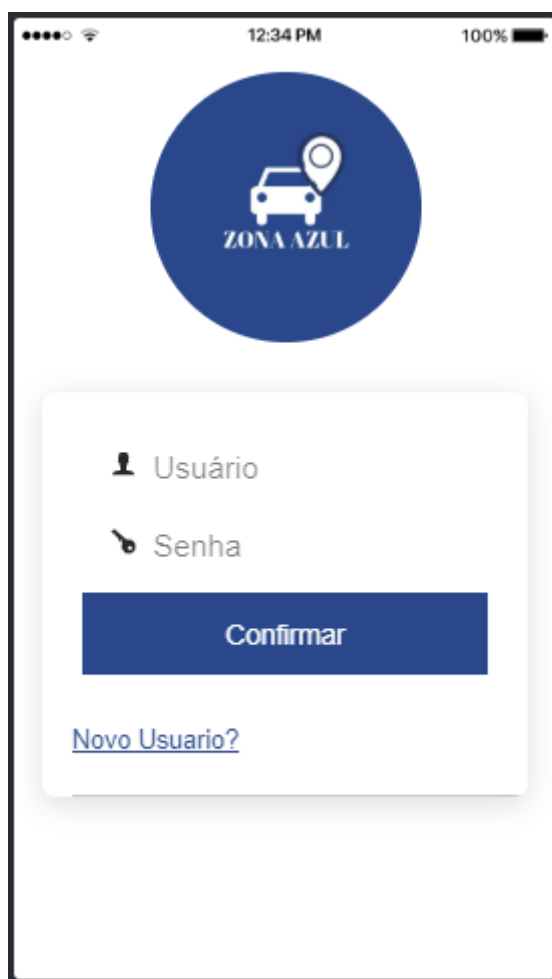 12:34 PM
100%
ZONA AZUL
Usuário
Senha
Confirmar
Novo Usuario?